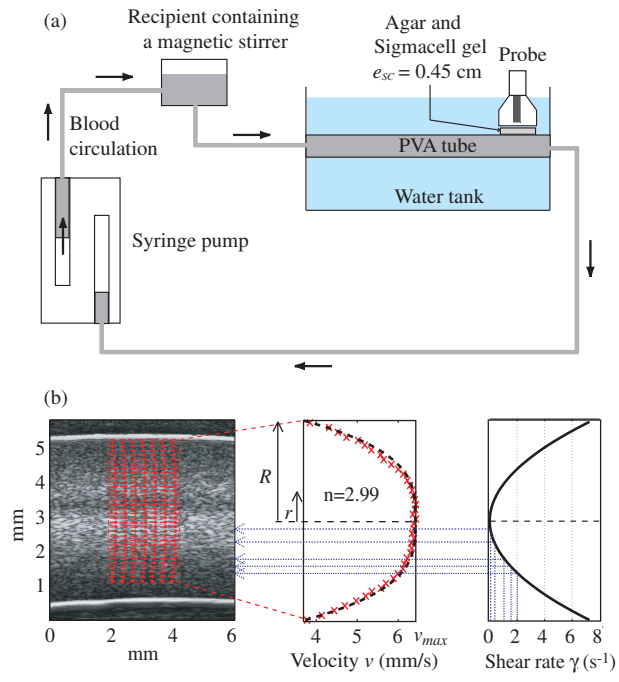 (a)
Recipient containing
a magnetic stirrer
Agar and
Sigmacell gel
e_SC = 0.45 cm
Probe
Blood
circulation
PVA tube
Water tank
Syringe pump
(b)
5
4
3
2
1
mm
0
2
4
6
mm
R
r
n=2.99
4
5
6
v_max
Velocity v (mm/s)
0
2
4
6
8
Shear rate γ̇ (s⁻¹)